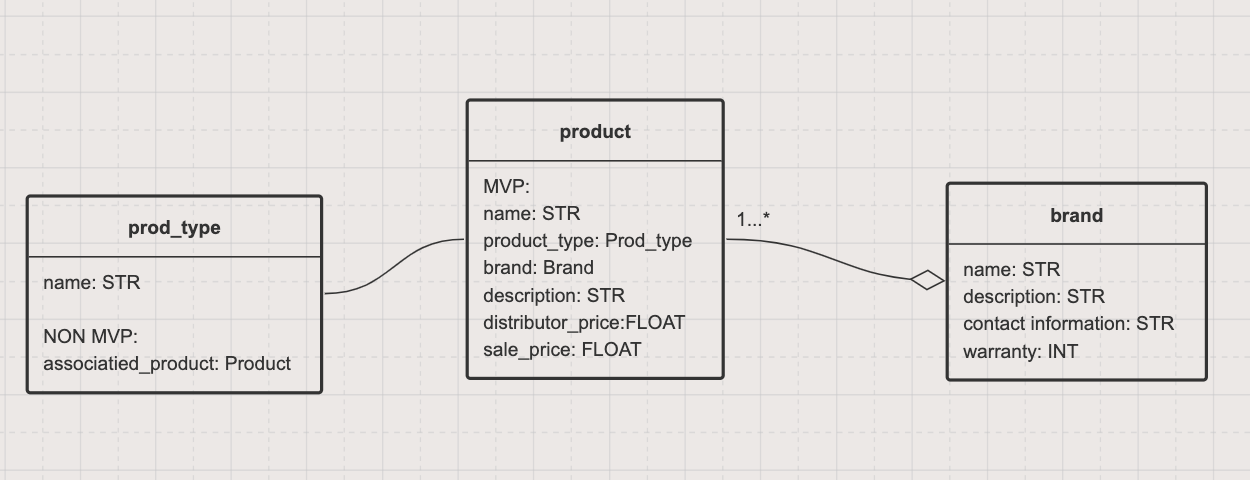 prod_type
name: STR
NON MVP:
associatied_product: Product
product
MVP:
name: STR
product_type: Prod_type
brand: Brand
description: STR
distributor_price:FLOAT
sale_price: FLOAT
1...*
brand
name: STR
description: STR
contact information: STR
warranty: INT